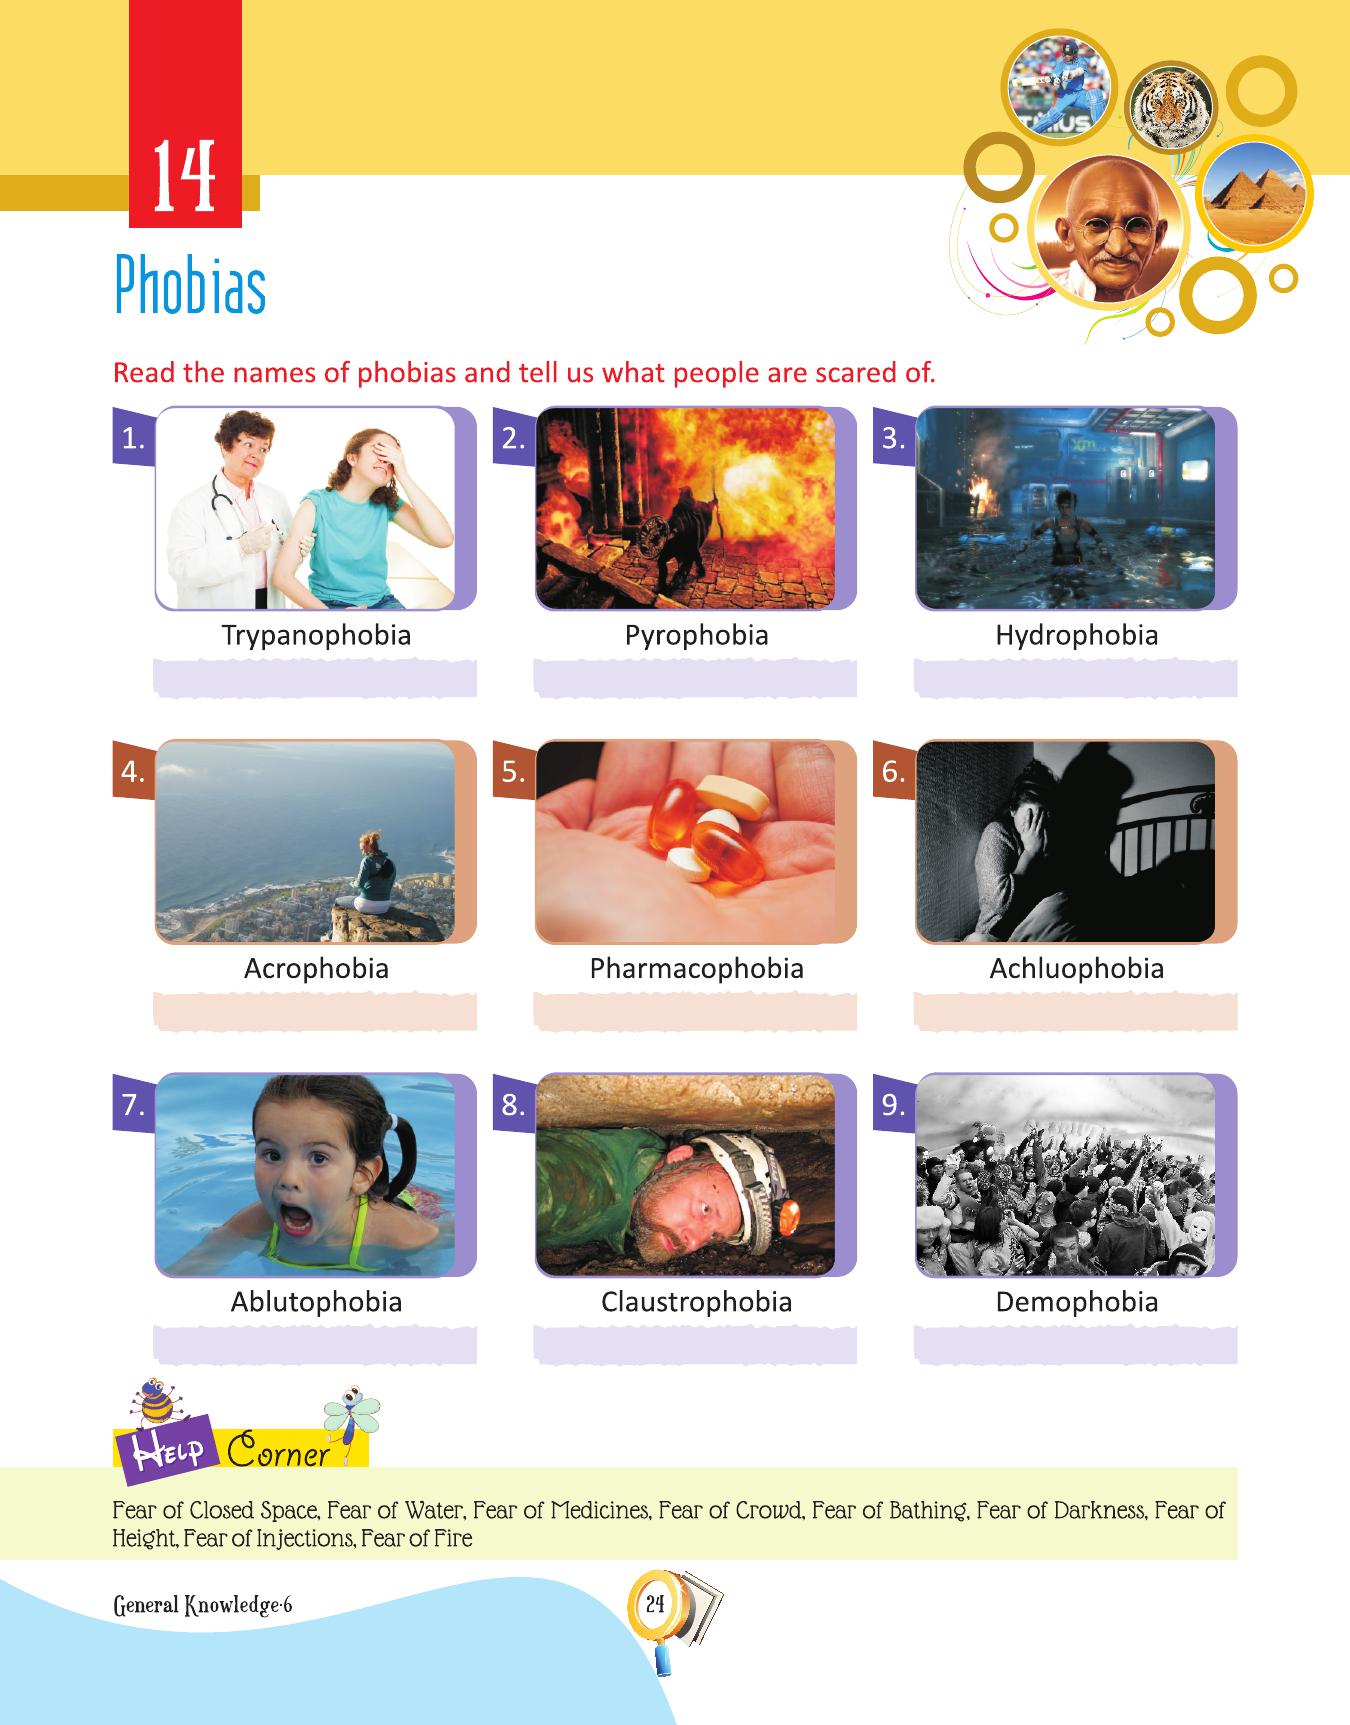 14
Phobias
Read the names of phobias and tell us what people are scared of.
1.
2.
3.
xm
Trypanophobia
Pyrophobia
Hydrophobia
4.
5.
6.
Acrophobia
Pharmacophobia
Achluophobia
7.
8.
9.
Ablutophobia
Claustrophobia
Demophobia
Help Corner
Fear of Closed Space, Fear of Water, Fear of Medicines, Fear of Crowd, Fear of Bathing, Fear of Darkness, Fear of
Height, Fear of Injections, Fear of Fire
General Knowledge-6
24